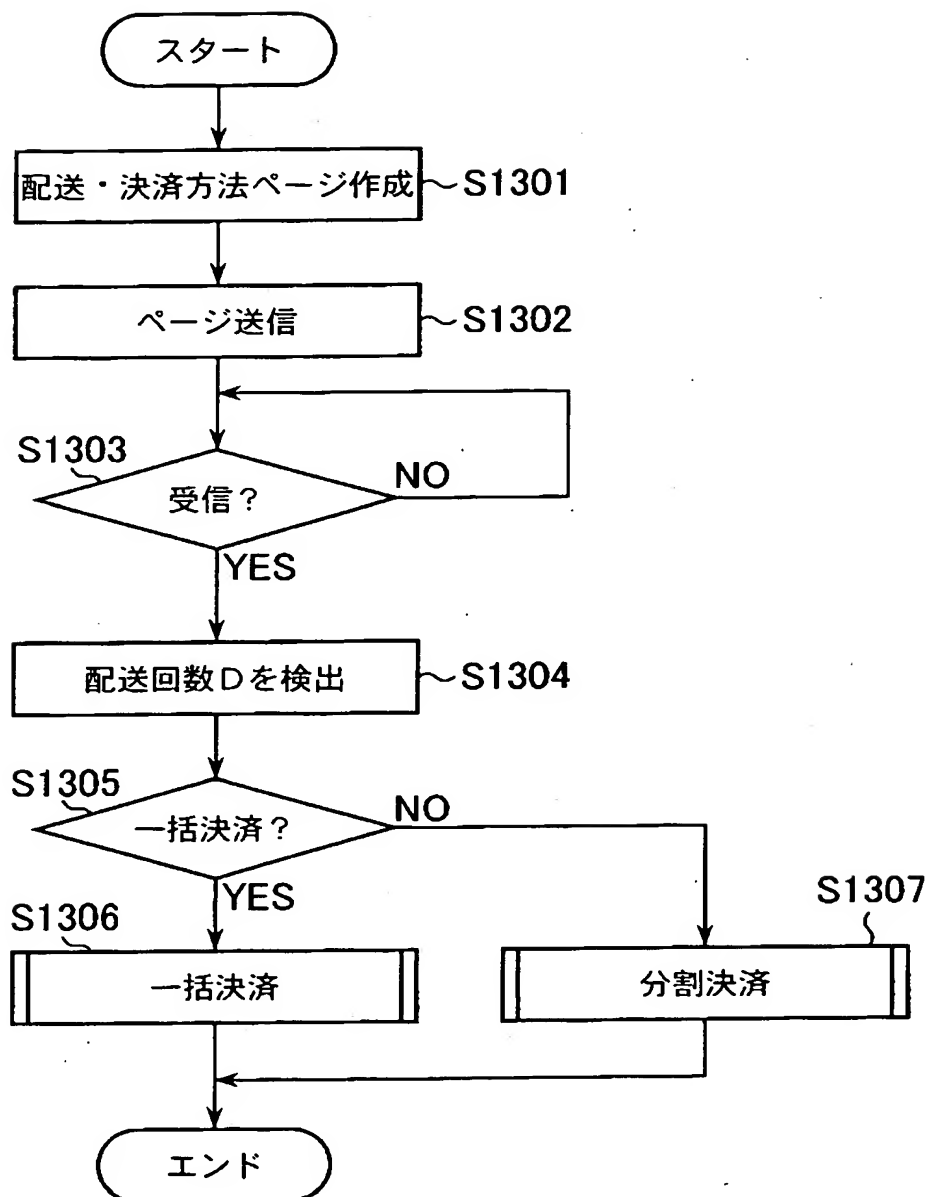 スタート
配送・決済方法ページ作成 S1301
ページ送信 S1302
S1303
受信？ NO
YES
配送回数Dを検出 S1304
S1305
一括決済？ NO
YES
S1306 S1307
一括決済 分割決済
エンド